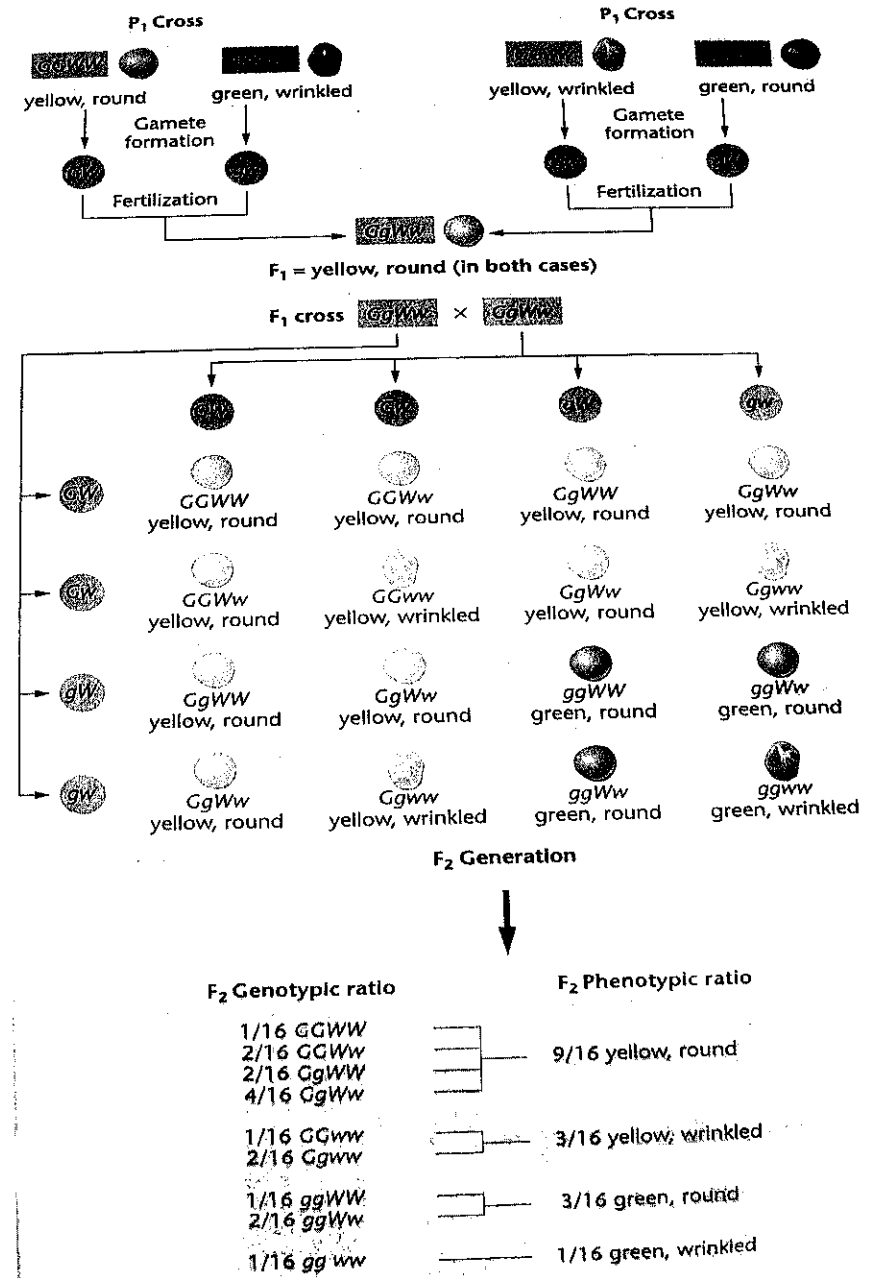 P1 Cross
P1 Cross
GGWW
yellow, round
green, wrinkled
yellow, wrinkled
green, round
Gamete
formation
Gamete
formation
Fertilization
Fertilization
GgWw
F1 = yellow, round (in both cases)
F1 cross GgWw × GgWw
gw
GW
GGWW
yellow, round
GGWw
yellow, round
GgWW
yellow, round
GgWw
yellow, round
Gw
GGWw
yellow, round
GGww
yellow, wrinkled
GgWw
yellow, round
Ggww
yellow, wrinkled
gW
GgWW
yellow, round
GgWw
yellow, round
ggWW
green, round
ggWw
green, round
gw
GgWw
yellow, round
Ggww
yellow, wrinkled
ggWw
green, round
ggww
green, wrinkled
F2 Generation
F2 Genotypic ratio
F2 Phenotypic ratio
1/16 GGWW
2/16 GGWw
2/16 GgWW
4/16 GgWw
9/16 yellow, round
1/16 GGww
2/16 Ggww
3/16 yellow, wrinkled
1/16 ggWW
2/16 ggWw
3/16 green, round
1/16 gg ww
1/16 green, wrinkled